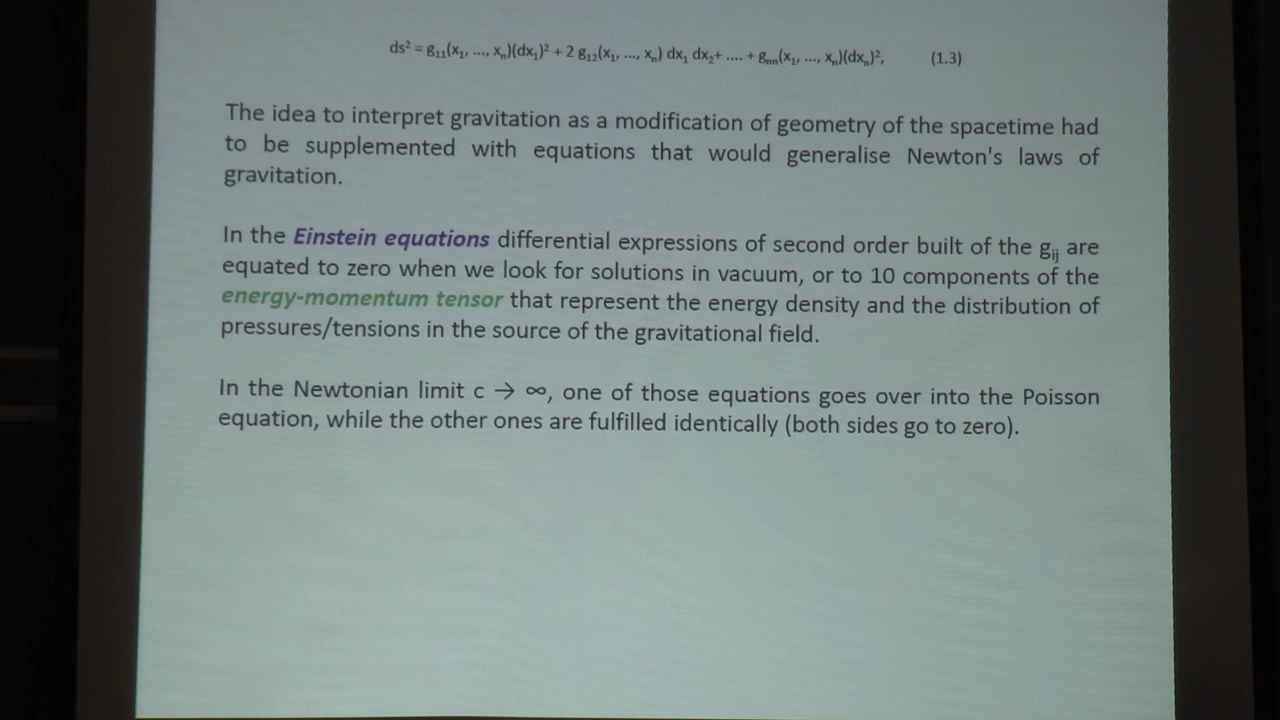 ds² = g₁₁(x₁, ..., xₙ)(dx₁)² + 2 g₁₂(x₁, ..., xₙ) dx₁ dx₂+ .... + gₙₙ(x₁, ..., xₙ)(dxₙ)², (1.3)
The idea to interpret gravitation as a modification of geometry of the spacetime had
to be supplemented with equations that would generalise Newton's laws of
gravitation.
In the Einstein equations differential expressions of second order built of the gᵢⱼ are
equated to zero when we look for solutions in vacuum, or to 10 components of the
energy-momentum tensor that represent the energy density and the distribution of
pressures/tensions in the source of the gravitational field.
In the Newtonian limit c → ∞, one of those equations goes over into the Poisson
equation, while the other ones are fulfilled identically (both sides go to zero).